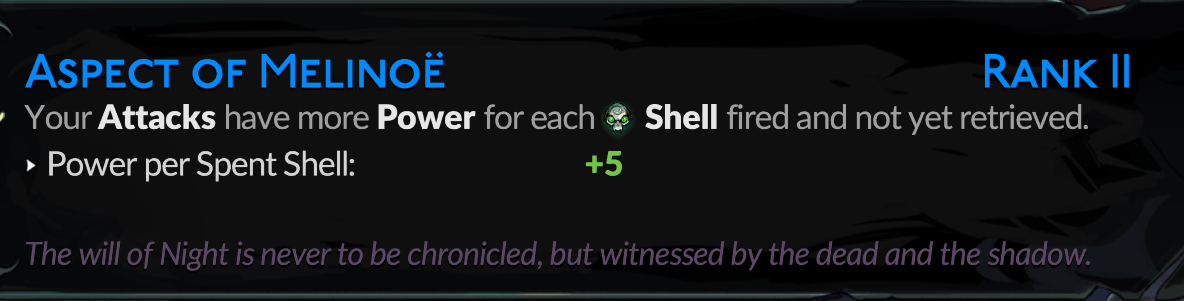 Aspect of Melinoë Rank II
Your Attacks have more Power for each Shell fired and not yet retrieved.
Power per Spent Shell: +5
The will of Night is never to be chronicled, but witnessed by the dead and the shadow.